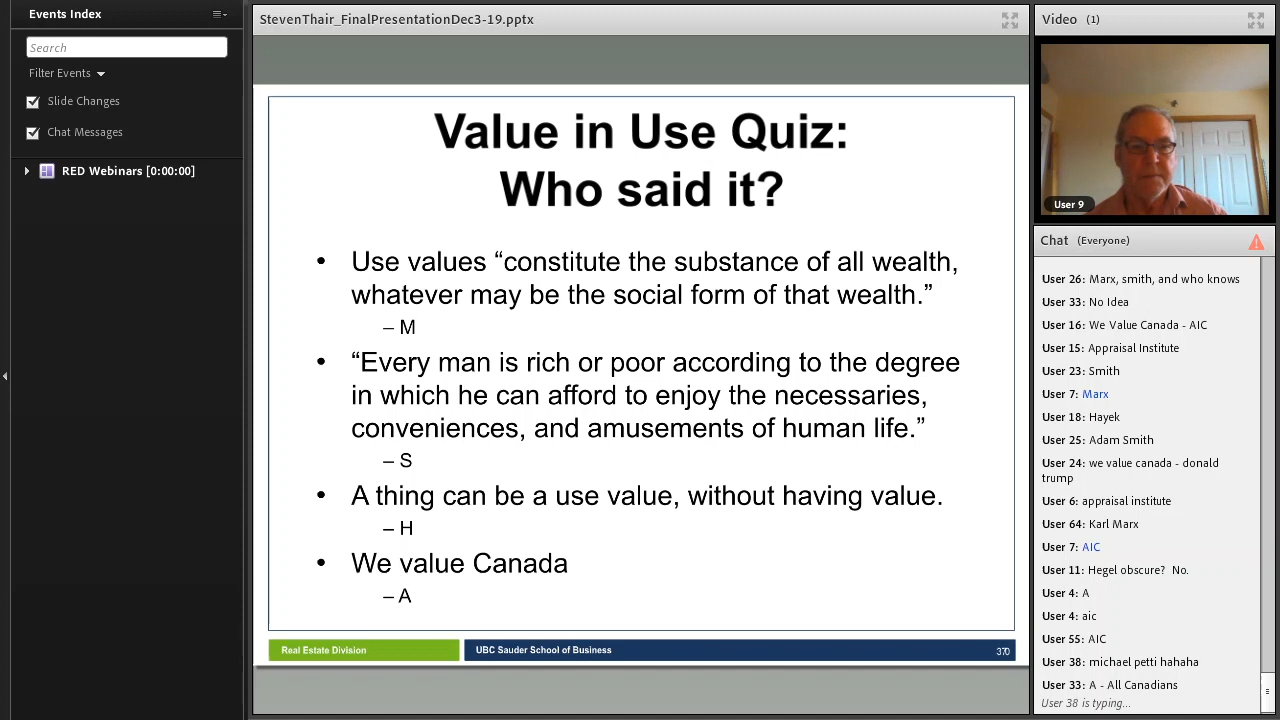 Events Index
Search
Filter Events
Slide Changes
Chat Messages
RED Webinars [0:00:00]
StevenThair_FinalPresentationDec3-19.pptx
Value in Use Quiz:
Who said it?
• Use values “constitute the substance of all wealth,
whatever may be the social form of that wealth.”
– M
• “Every man is rich or poor according to the degree
in which he can afford to enjoy the necessaries,
conveniences, and amusements of human life.”
– S
• A thing can be a use value, without having value.
– H
• We value Canada
– A
Real Estate Division
UBC Sauder School of Business
370
Video (1)
User 9
Chat (Everyone)
User 26: Marx, smith, and who knows
User 33: No Idea
User 16: We Value Canada - AIC
User 15: Appraisal Institute
User 23: Smith
User 7: Marx
User 18: Hayek
User 25: Adam Smith
User 24: we value canada - donald
trump
User 6: appraisal institute
User 64: Karl Marx
User 7: AIC
User 11: Hegel obscure? No.
User 4: A
User 4: aic
User 55: AIC
User 38: michael petti hahaha
User 33: A - All Canadians
User 38 is typing...